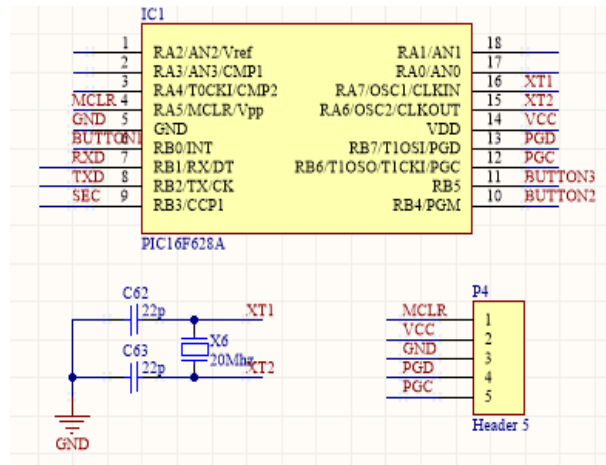 IC1
1 RA2/AN2/Vref RA1/AN1 18
2 RA3/AN3/CMP1 RA0/AN0 17
3 RA4/T0CKI/CMP2 RA7/OSC1/CLKIN 16 XT1
MCLR 4 RA5/MCLR/Vpp RA6/OSC2/CLKOUT 15 XT2
GND 5 GND VDD 14 VCC
BUTTON1 6 RB0/INT RB7/T1OSI/PGD 13 PGD
RXD 7 RB1/RX/DT RB6/T1OSO/T1CKI/PGC 12 PGC
TXD 8 RB2/TX/CK RB5 11 BUTTON3
SEC 9 RB3/CCP1 RB4/PGM 10 BUTTON2
PIC16F628A
C62
22p
XT1
X6
20Mhz
C63
22p
XT2
GND
P4
MCLR 1
VCC 2
GND 3
PGD 4
PGC 5
Header 5